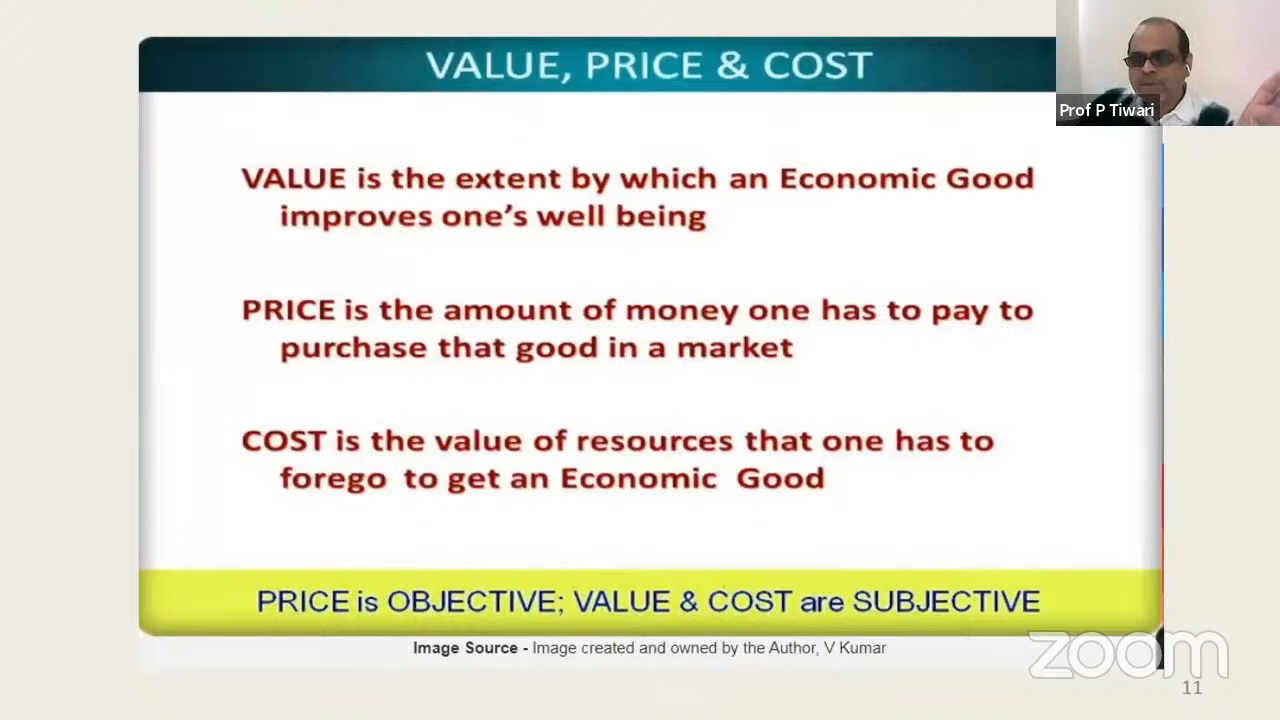 VALUE, PRICE & COST
Prof P Tiwari
VALUE is the extent by which an Economic Good
improves one's well being
PRICE is the amount of money one has to pay to
purchase that good in a market
COST is the value of resources that one has to
forego to get an Economic Good
PRICE is OBJECTIVE; VALUE & COST are SUBJECTIVE
Image Source - Image created and owned by the Author, V Kumar
zoom
11